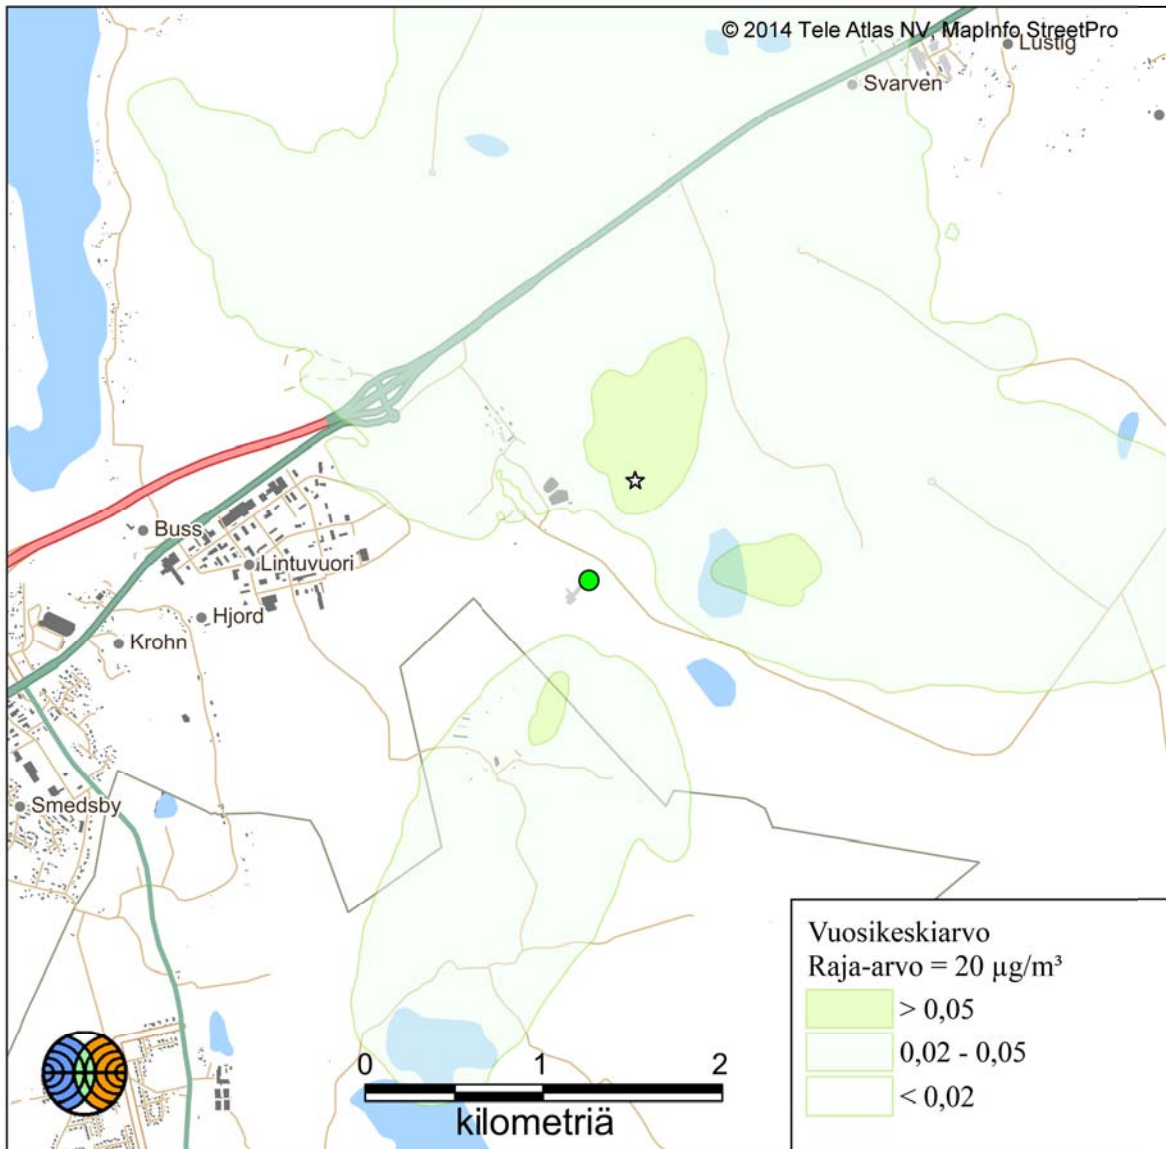 © 2014 Tele Atlas NV, MapInfo StreetPro
Lustig
Svarven
Buss
Lintuvuori
Hjord
Krohn
Smedsby
0 1 2
kilometriä
Vuosikeskiarvo
Raja-arvo = 20 µg/m³
> 0,05
0,02 - 0,05
< 0,02